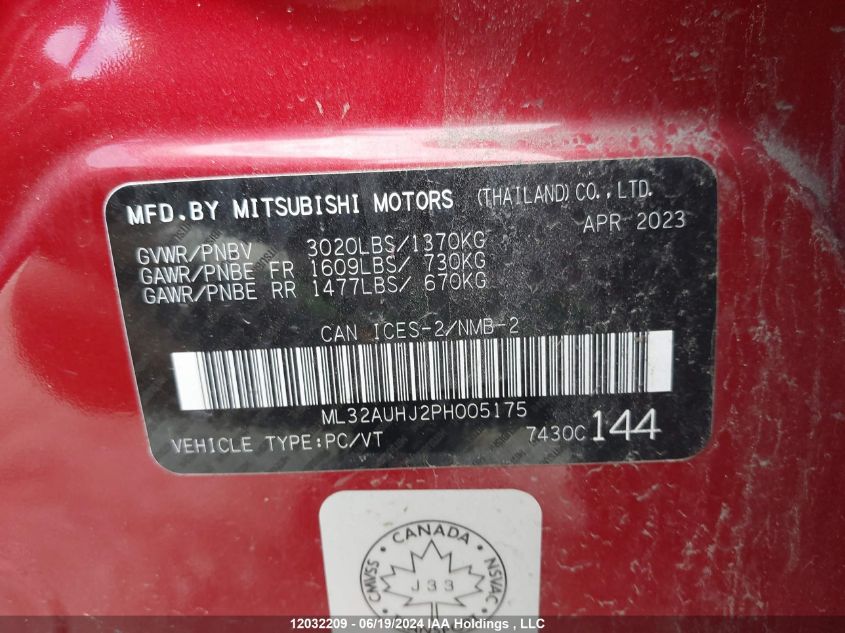 MFD.BY MITSUBISHI MOTORS (THAILAND) CO., LTD.
APR 2023
GVWR/PNBV 3020LBS/1370KG
GAWR/PNBE FR 1609LBS/ 730KG
GAWR/PNBE RR 1477LBS/ 670KG
CAN ICES-2/NMB-2
ML32AUHJ2PH005175
VEHICLE TYPE:PC/VT 7430C 144
CANADA
CMVSS J33 NSVAC
12032209 - 06/19/2024 IAA Holdings, LLC